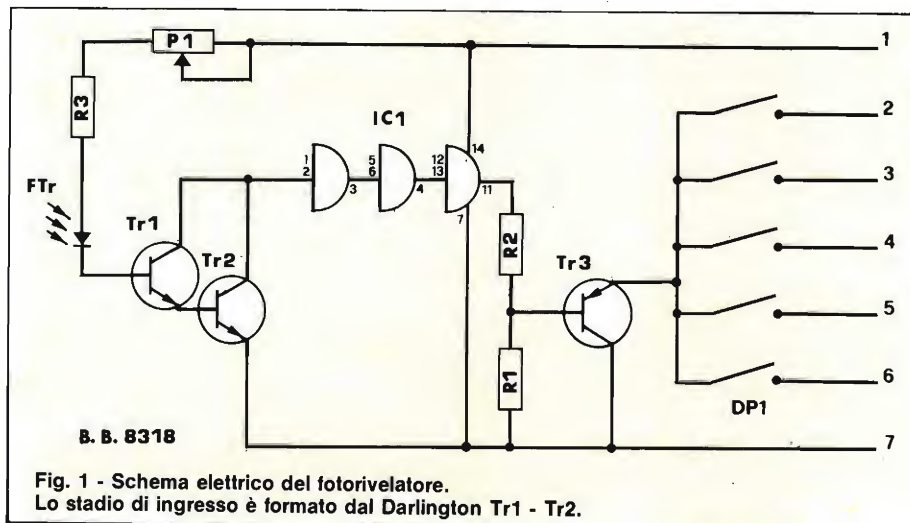 P1
1
R3
IC1
2
14
1
2
3
5
6
4
12
13
11
7
3
FTr
Tr1
Tr2
R2
Tr3
4
5
R1
6
DP1
B. B. 8318
7
Fig. 1 - Schema elettrico del fotorivelatore.
Lo stadio di ingresso è formato dal Darlington Tr1 - Tr2.